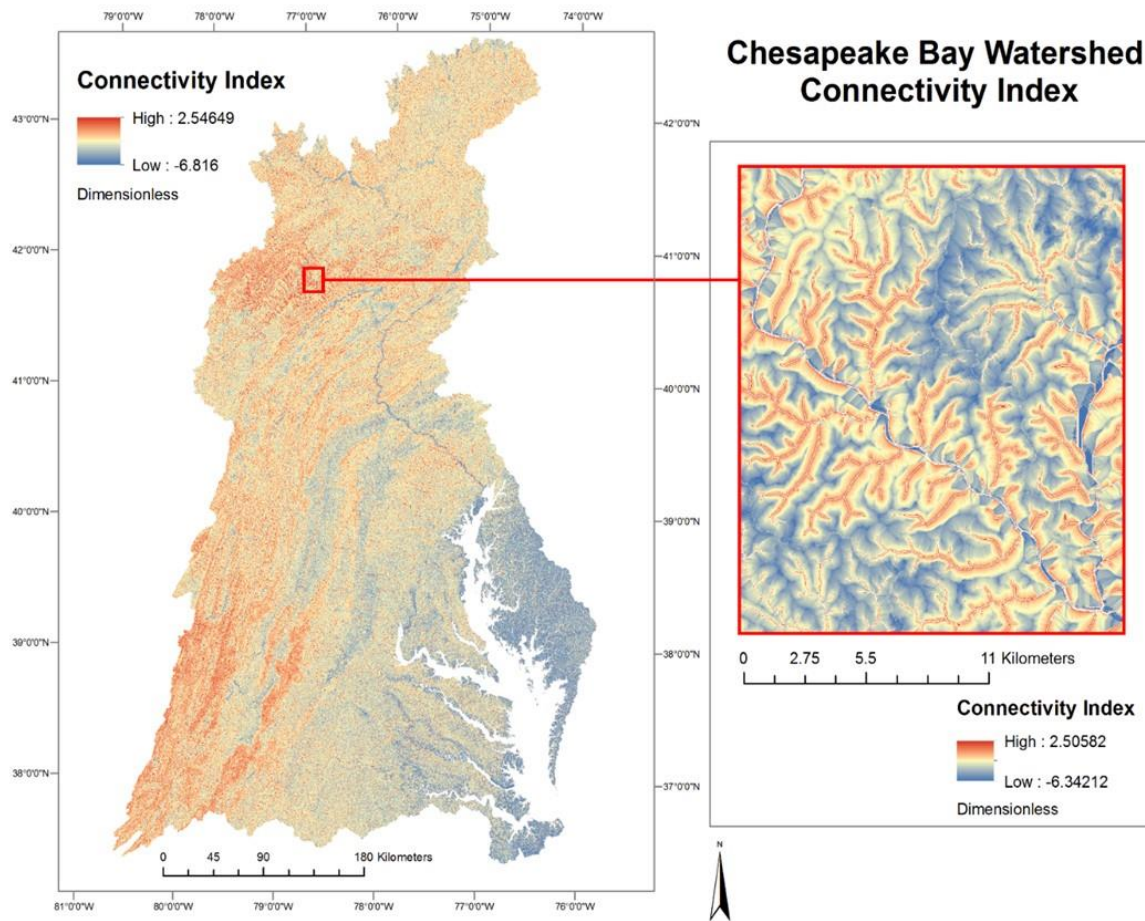 79°0'0"W 78°0'0"W 77°0'0"W 76°0'0"W 75°0'0"W 74°0'0"W
Connectivity Index
High : 2.54649
Low : -6.816
Dimensionless
43°0'0"N
42°0'0"N
41°0'0"N
40°0'0"N
39°0'0"N
38°0'0"N
42°0'0"N
41°0'0"N
40°0'0"N
39°0'0"N
38°0'0"N
37°0'0"N
0 45 90 180 Kilometers
81°0'0"W 80°0'0"W 79°0'0"W 78°0'0"W 77°0'0"W 76°0'0"W
Chesapeake Bay Watershed
Connectivity Index
0 2.75 5.5 11 Kilometers
Connectivity Index
High : 2.50582
Low : -6.34212
Dimensionless
N